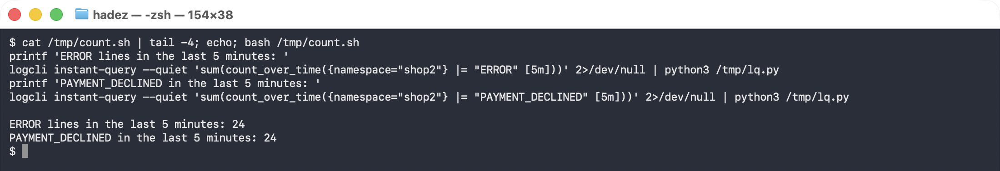 hadez — -zsh — 154×38
$ cat /tmp/count.sh | tail -4; echo; bash /tmp/count.sh
printf 'ERROR lines in the last 5 minutes: '
logcli instant-query --quiet 'sum(count_over_time({namespace="shop2"} |= "ERROR" [5m]))' 2>/dev/null | python3 /tmp/lq.py
printf 'PAYMENT_DECLINED in the last 5 minutes: '
logcli instant-query --quiet 'sum(count_over_time({namespace="shop2"} |= "PAYMENT_DECLINED" [5m]))' 2>/dev/null | python3 /tmp/lq.py

ERROR lines in the last 5 minutes: 24
PAYMENT_DECLINED in the last 5 minutes: 24
$